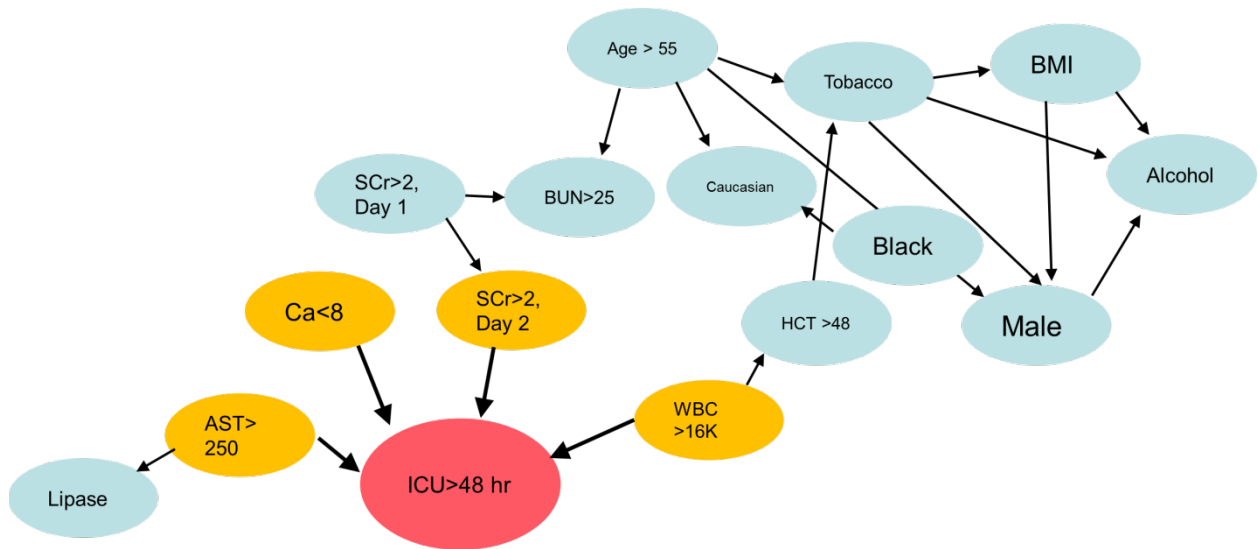 Age > 55
Tobacco
BMI
SCr>2,
Day 1
BUN>25
Caucasian
Alcohol
Black
Ca<8
SCr>2,
Day 2
HCT >48
Male
AST>
250
WBC
>16K
Lipase
ICU>48 hr